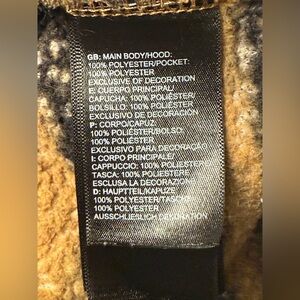 GB: MAIN BODY/HOOD:
100% POLYESTER/POCKET:
100% POLYESTER
EXCLUSIVE OF DECORATION
E: CUERPO PRINCIPAL/
CAPUCHA: 100% POLIÉSTER/
BOLSILLO: 100% POLIÉSTER
EXCLUSIVO DE DECORACIÓN
P: CORPO/CAPUZ:
100% POLIÉSTER/BOLSO:
100% POLIÉSTER
EXCLUSIVO PARA DECORAÇÃO
I: CORPO PRINCIPALE/
CAPPUCCIO: 100% POLIESTERE/
TASCA: 100% POLIESTERE
ESCLUSA LA DECORAZIONE
D: HAUPTTEIL/KAPUZE:
100% POLYESTER/TASCHE:
100% POLYESTER
AUSSCHLIESSLICH DEKORATION